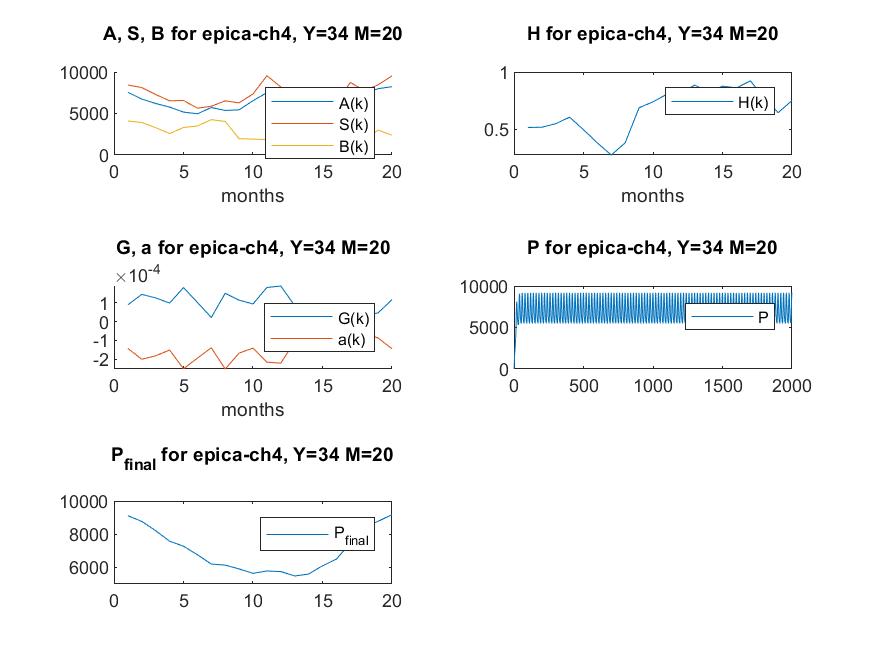 A, S, B for epica-ch4, Y=34 M=20
10000
5000
0
0 5 10 15 20
months
A(k)
S(k)
B(k)
H for epica-ch4, Y=34 M=20
1
0.5
0 5 10 15 20
months
H(k)
G, a for epica-ch4, Y=34 M=20
×10-4
1
0
-1
-2
0 5 10 15 20
months
G(k)
a(k)
P for epica-ch4, Y=34 M=20
10000
5000
0
0 500 1000 1500 2000
P
Pfinal for epica-ch4, Y=34 M=20
10000
8000
6000
0 5 10 15 20
Pfinal